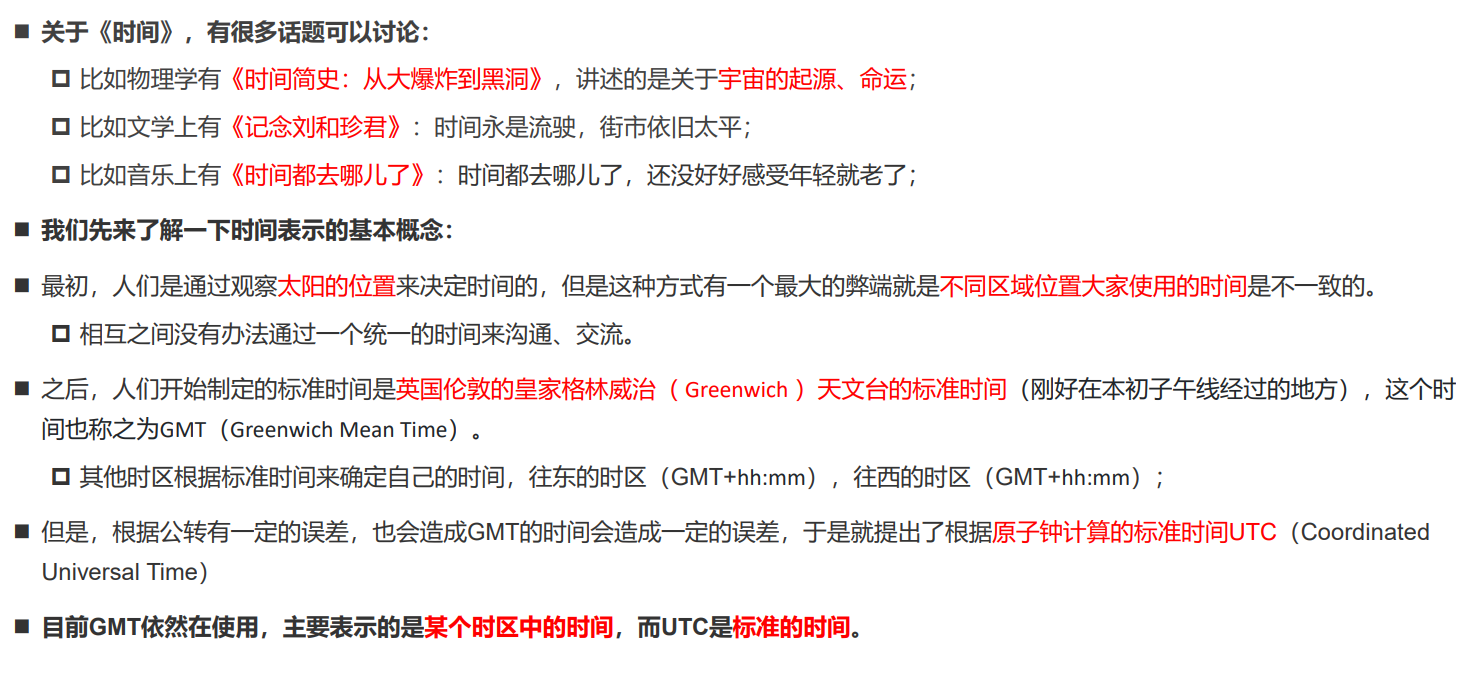 关于《时间》，有很多话题可以讨论：
比如物理学有《时间简史：从大爆炸到黑洞》，讲述的是关于宇宙的起源、命运；
比如文学上有《记念刘和珍君》：时间永是流驶，街市依旧太平；
比如音乐上有《时间都去哪儿了》：时间都去哪儿了，还没好好感受年轻就老了；
我们先来了解一下时间表示的基本概念：
最初，人们是通过观察太阳的位置来决定时间的，但是这种方式有一个最大的弊端就是不同区域位置大家使用的时间是不一致的。
相互之间没有办法通过一个统一的时间来沟通、交流。
之后，人们开始制定的标准时间是英国伦敦的皇家格林威治（ Greenwich ）天文台的标准时间（刚好在本初子午线经过的地方），这个时
间也称之为GMT（Greenwich Mean Time）。
其他时区根据标准时间来确定自己的时间，往东的时区（GMT+hh:mm），往西的时区（GMT+hh:mm）；
但是，根据公转有一定的误差，也会造成GMT的时间会造成一定的误差，于是就提出了根据原子钟计算的标准时间UTC（Coordinated
Universal Time）
目前GMT依然在使用，主要表示的是某个时区中的时间，而UTC是标准的时间。